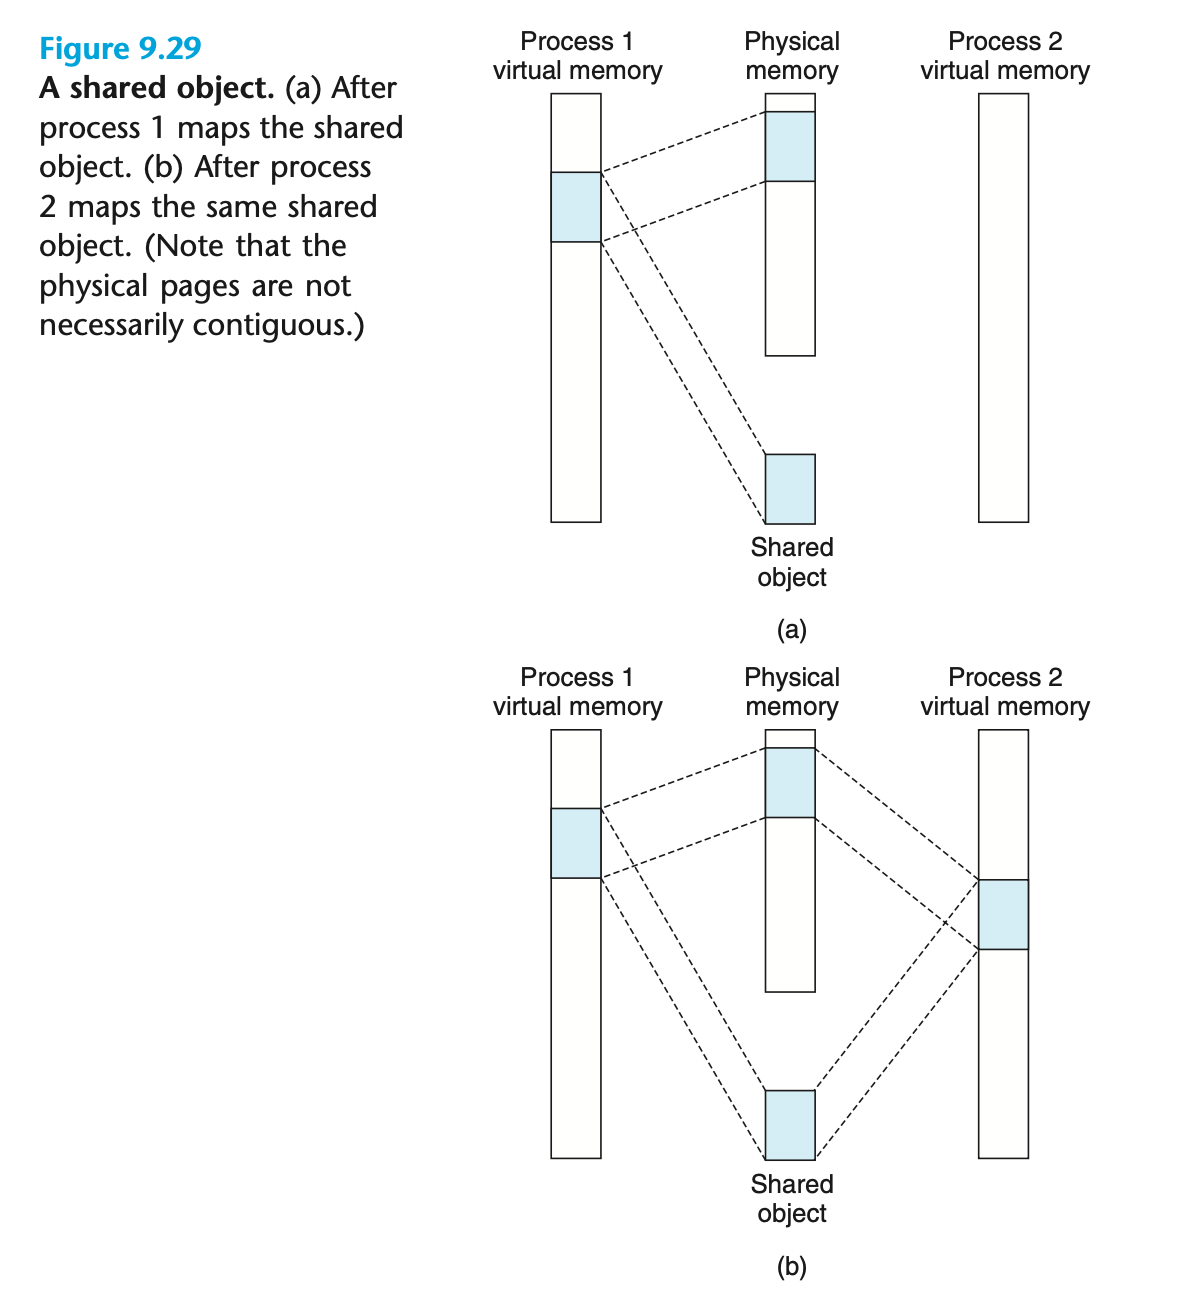 Figure 9.29
A shared object. (a) After
process 1 maps the shared
object. (b) After process
2 maps the same shared
object. (Note that the
physical pages are not
necessarily contiguous.)
Process 1
virtual memory
Physical
memory
Process 2
virtual memory
Shared
object
(a)
Process 1
virtual memory
Physical
memory
Process 2
virtual memory
Shared
object
(b)